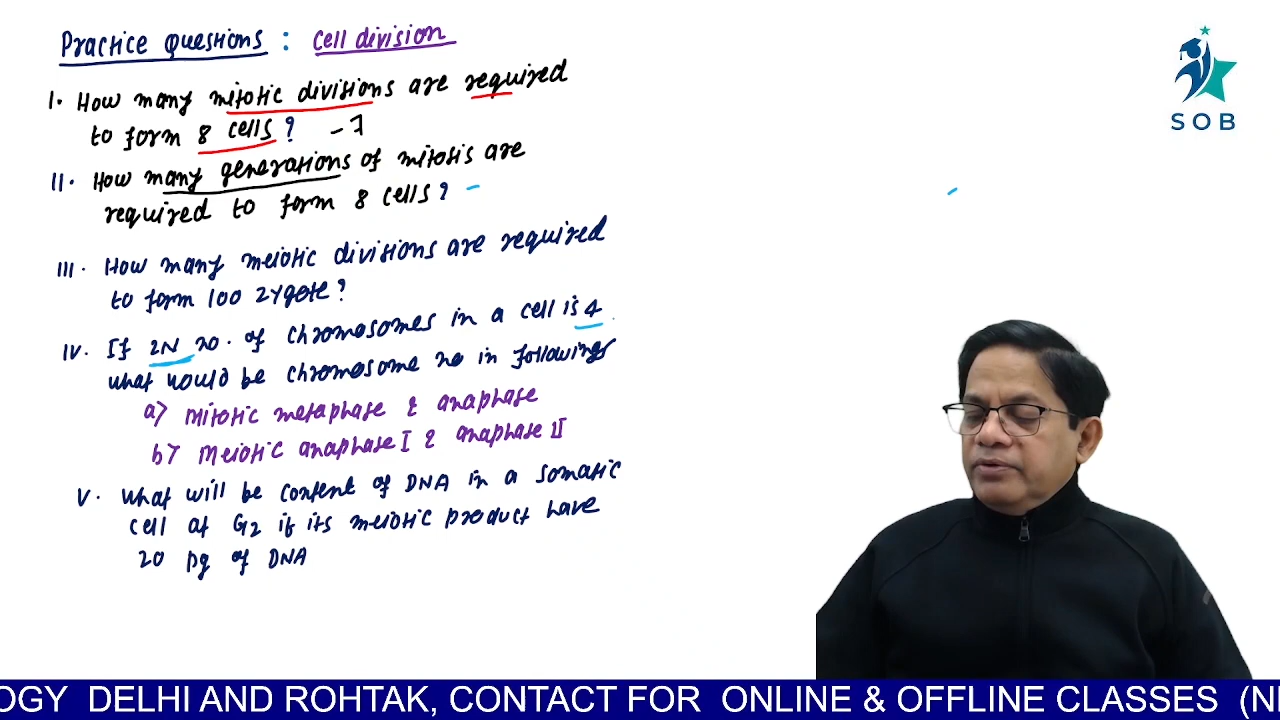 Practice Questions : Cell division
SOB
I. How many mitotic divisions are required
to form 8 cells? - 7
II. How many generations of mitosis are
required to form 8 cells? -
III. How many meiotic divisions are required
to form 100 zygote?
IV. If 2N no. of chromosomes in a cell is 4.
what would be chromosome no in followings
a) Mitotic metaphase & anaphase
b) Meiotic anaphase I & anaphase II
V. what will be content of DNA in a somatic
cell at G2 if its meiotic product have
20 pg of DNA
OGY DELHI AND ROHTAK, CONTACT FOR ONLINE & OFFLINE CLASSES (NE